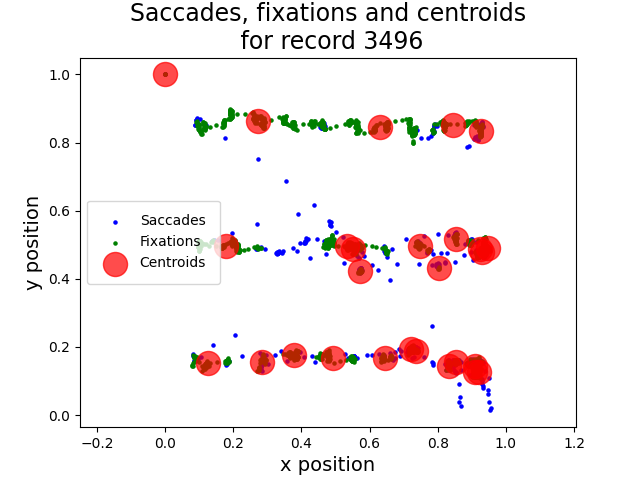 Saccades, fixations and centroids
for record 3496
1.0
0.8
0.6
0.4
0.2
0.0
y position
Saccades
Fixations
Centroids
−0.2 0.0 0.2 0.4 0.6 0.8 1.0 1.2
x position